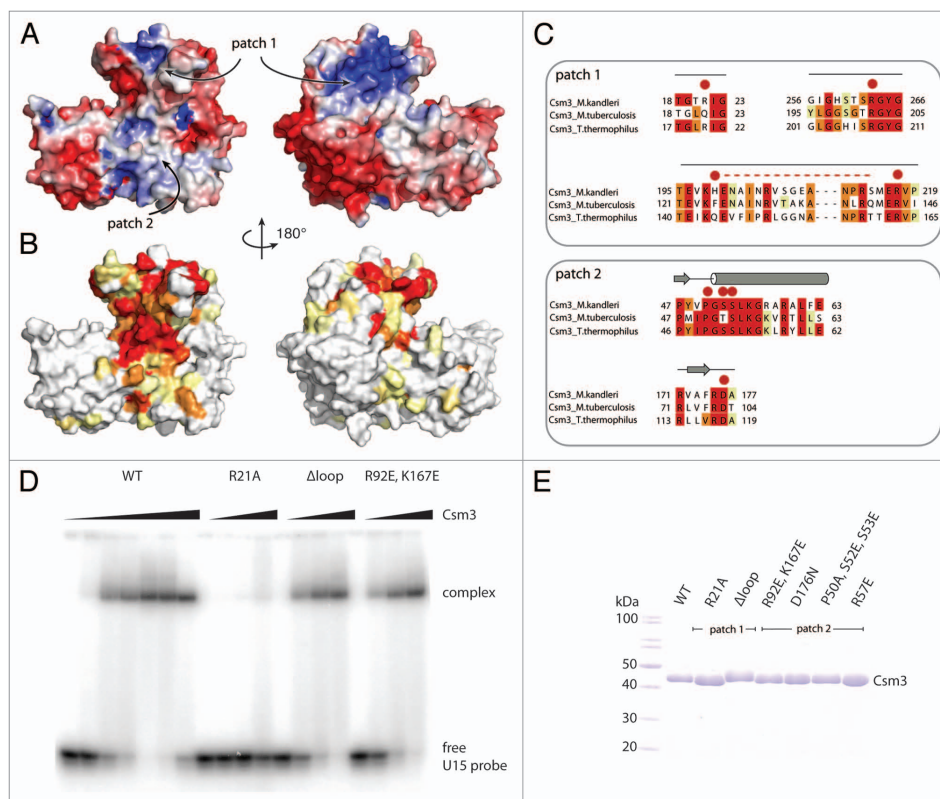 A
patch 1
patch 2
B
180°
C
patch 1
Csm3_M.kandleri 18 TGTRIG 23 256 GIGHSTSRGYG 266
Csm3_M.tuberculosis 18 TGLQIG 23 195 YLGGSGTRGYG 205
Csm3_T.thermophilus 17 TGLRIG 22 201 GLGGHISRGYG 211
Csm3_M.kandleri 195 TEVKHENAINRVSGEA----NPRSMERVP 219
Csm3_M.tuberculosis 121 TEVKFENAINRVTAKA----NLRQMERVI 146
Csm3_T.thermophilus 140 TEIKQEVFIPRLGGNA----NPRTTERVP 165
patch 2
Csm3_M.kandleri 47 PYVPGSSLKGRARALFE 63
Csm3_M.tuberculosis 47 PMIPGTSLKGKVRTLLS 63
Csm3_T.thermophilus 46 PYIPGSSLKGKLRYLLE 62
Csm3_M.kandleri 171 RVAFRDA 177
Csm3_M.tuberculosis 71 RLVFRDT 104
Csm3_T.thermophilus 113 RLLVRDA 119
D
WT R21A Δloop R92E, K167E
Csm3
complex
free
U15 probe
E
WT R21A Δloop R92E, K167E D176N P50A, S52E, S53E R57E
kDa
patch 1 patch 2
100
50
40 Csm3
30
20